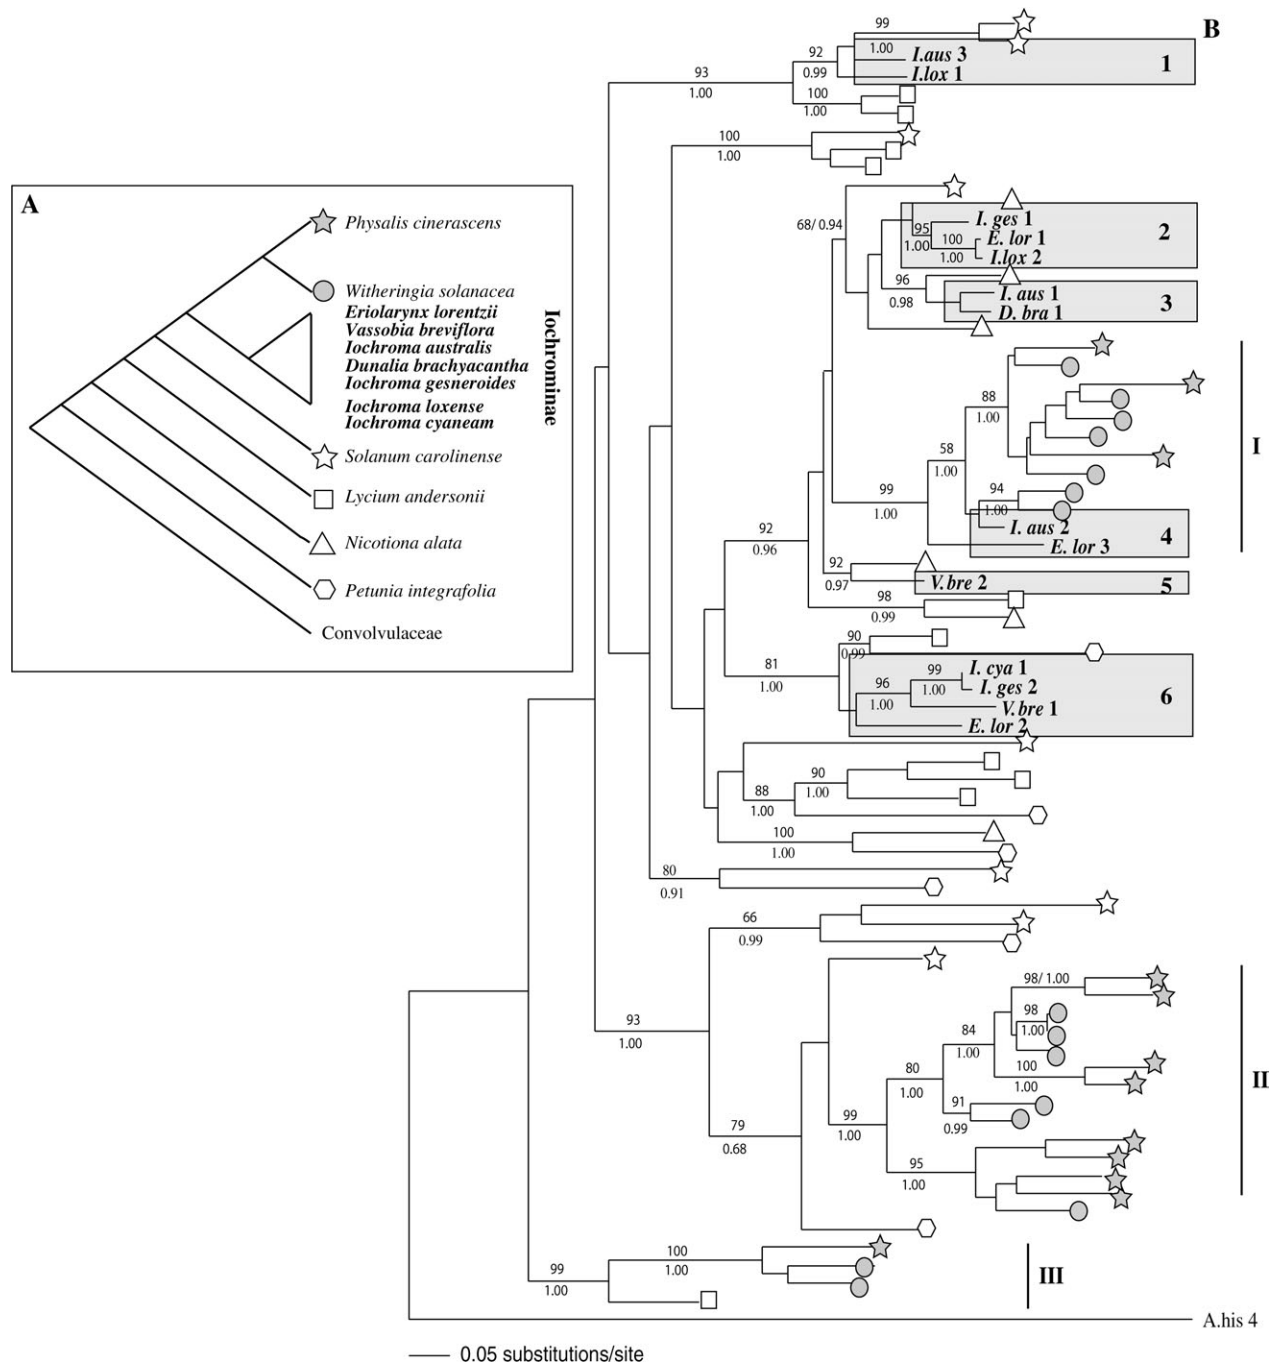 A
Physalis cinerascens
Witheringia solanacea
Eriolarynx lorentzii
Vassobia breviflora
Iochroma australis
Dunalia brachyacantha
Iochroma gesneroides
Iochroma loxense
Iochroma cyaneam
Iochrominae
Solanum carolinense
Lycium andersonii
Nicotiona alata
Petunia integrafolia
Convolvulaceae
B
99
1.00
92
0.99
I.aus 3
I.lox 1
1
93
1.00
100
1.00
100
1.00
68/ 0.94
95
1.00
I. ges 1
100
1.00
E. lor 1
I.lox 2
2
96
0.98
I. aus 1
D. bra 1
3
88
1.00
58
1.00
99
1.00
94
1.00
I. aus 2
E. lor 3
4
I
92
0.96
92
0.97
V.bre 2
5
98
0.99
90
0.99
81
1.00
99
1.00
96
1.00
I. cya 1
I. ges 2
V.bre 1
E. lor 2
6
90
1.00
88
1.00
100
1.00
80
0.91
66
0.99
93
1.00
98/ 1.00
98
1.00
84
1.00
100
1.00
80
1.00
91
0.99
99
1.00
79
0.68
95
1.00
II
100
1.00
99
1.00
III
A.his 4
0.05 substitutions/site